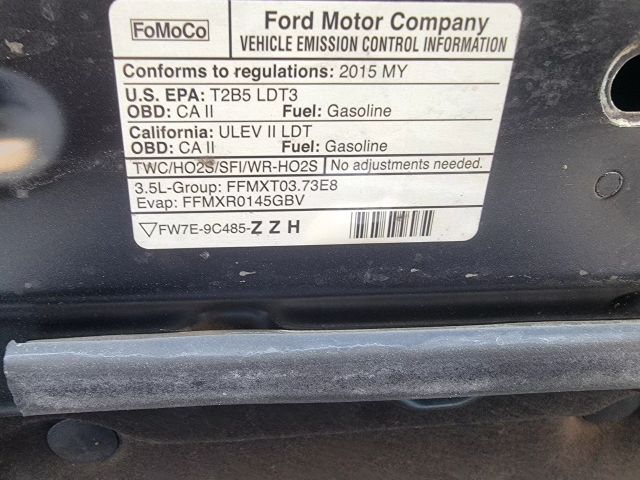 FoMoCo
Ford Motor Company
VEHICLE EMISSION CONTROL INFORMATION
Conforms to regulations: 2015 MY
U.S. EPA: T2B5 LDT3
OBD: CA II Fuel: Gasoline
California: ULEV II LDT
OBD: CA II Fuel: Gasoline
TWC/HO2S/SFI/WR-HO2S No adjustments needed.
3.5L-Group: FFMXT03.73E8
Evap: FFMXR0145GBV
▽FW7E-9C485-Z Z H